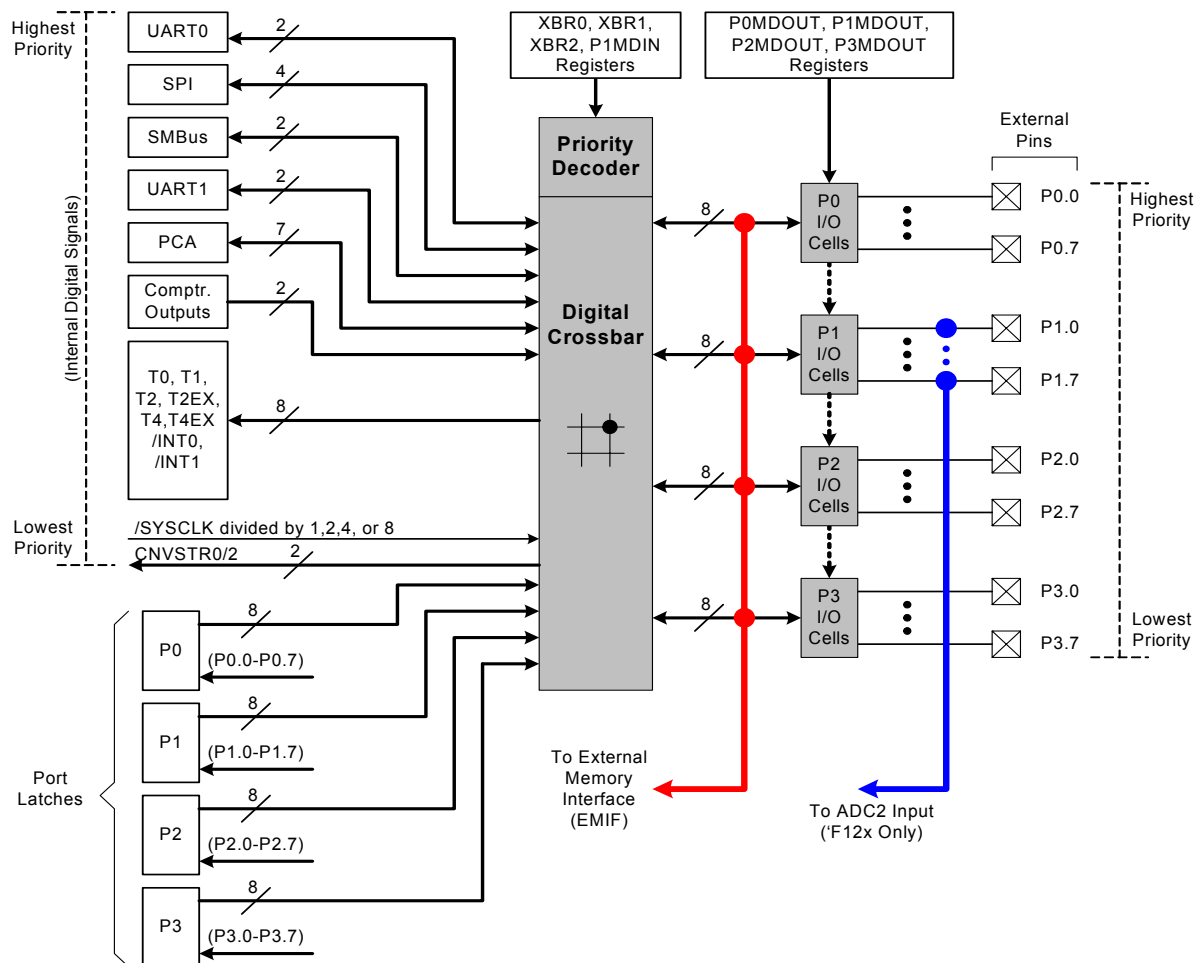 Highest
Priority
UART0
2
SPI
4
SMBus
2
UART1
2
PCA
7
Comptr.
Outputs
2
T0, T1,
T2, T2EX,
T4,T4EX
/INT0,
/INT1
8
(Internal Digital Signals)
Lowest
Priority
/SYSCLK divided by 1,2,4, or 8
CNVSTR0/2
2
Port
Latches
P0
8
(P0.0-P0.7)
P1
8
(P1.0-P1.7)
P2
8
(P2.0-P2.7)
P3
8
(P3.0-P3.7)
XBR0, XBR1,
XBR2, P1MDIN
Registers
Priority
Decoder
Digital
Crossbar
P0MDOUT, P1MDOUT,
P2MDOUT, P3MDOUT
Registers
8
8
8
8
P0
I/O
Cells
P1
I/O
Cells
P2
I/O
Cells
P3
I/O
Cells
External
Pins
P0.0
P0.7
P1.0
P1.7
P2.0
P2.7
P3.0
P3.7
Highest
Priority
Lowest
Priority
To External
Memory
Interface
(EMIF)
To ADC2 Input
('F12x Only)